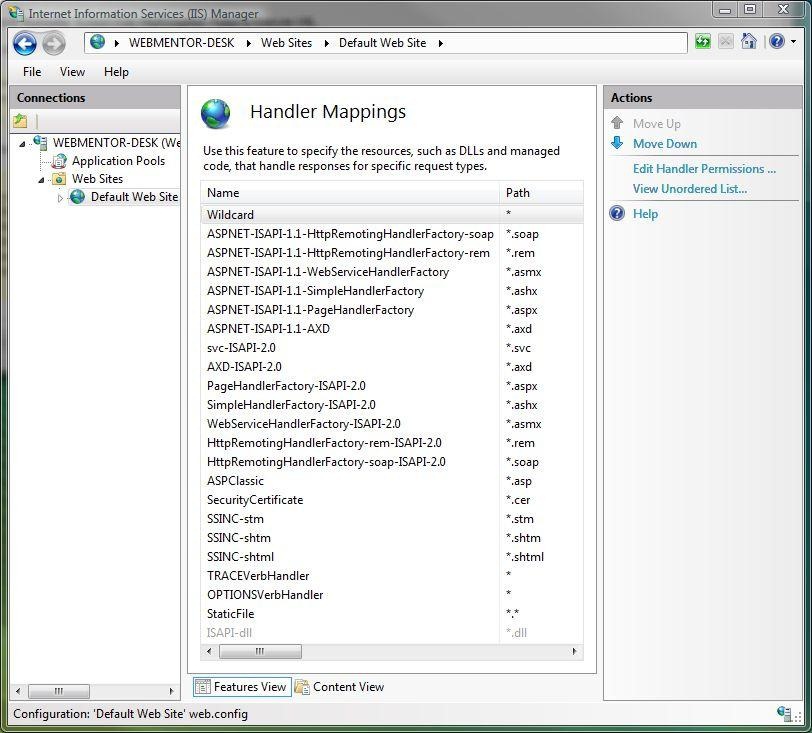 Internet Information Services (IIS) Manager
WEBMENTOR-DESK Web Sites Default Web Site
File View Help
Connections
WEBMENTOR-DESK (We
Application Pools
Web Sites
Default Web Site
Handler Mappings
Use this feature to specify the resources, such as DLLs and managed
code, that handle responses for specific request types.
Name Path
Wildcard *
ASPNET-ISAPI-1.1-HttpRemotingHandlerFactory-soap *.soap
ASPNET-ISAPI-1.1-HttpRemotingHandlerFactory-rem *.rem
ASPNET-ISAPI-1.1-WebServiceHandlerFactory *.asmx
ASPNET-ISAPI-1.1-SimpleHandlerFactory *.ashx
ASPNET-ISAPI-1.1-PageHandlerFactory *.aspx
ASPNET-ISAPI-1.1-AXD *.axd
svc-ISAPI-2.0 *.svc
AXD-ISAPI-2.0 *.axd
PageHandlerFactory-ISAPI-2.0 *.aspx
SimpleHandlerFactory-ISAPI-2.0 *.ashx
WebServiceHandlerFactory-ISAPI-2.0 *.asmx
HttpRemotingHandlerFactory-rem-ISAPI-2.0 *.rem
HttpRemotingHandlerFactory-soap-ISAPI-2.0 *.soap
ASPClassic *.asp
SecurityCertificate *.cer
SSINC-stm *.stm
SSINC-shtm *.shtm
SSINC-shtml *.shtml
TRACEVerbHandler *
OPTIONSVerbHandler *
StaticFile *.*
ISAPI-dll *.dll
Features View Content View
Actions
Move Up
Move Down
Edit Handler Permissions ...
View Unordered List...
Help
Configuration: 'Default Web Site' web.config